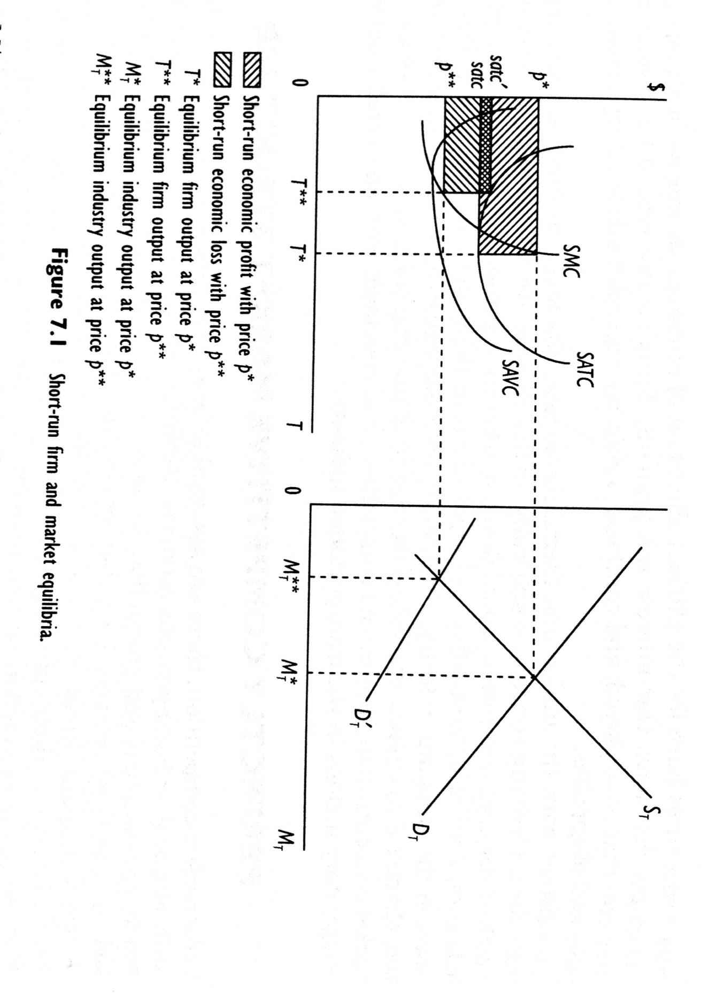 $
p*
satc′
satc
p**
0
T**
T*
T
SMC
SATC
SAVC
0
M_T**
M_T*
M_T
S_T
D_T
D′_T
Short-run economic profit with price p*
Short-run economic loss with price p**
T* Equilibrium firm output at price p*
T** Equilibrium firm output at price p**
M_T* Equilibrium industry output at price p*
M_T** Equilibrium industry output at price p**
Figure 7.1 Short-run firm and market equilibria.